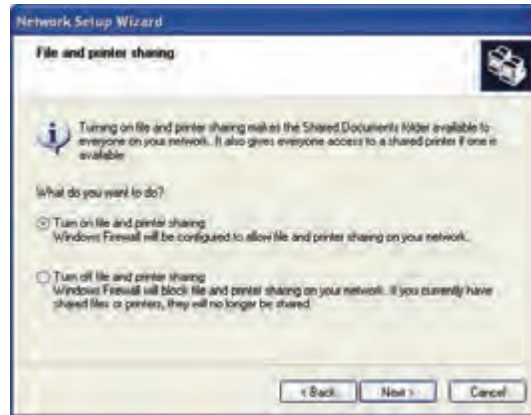 Network Setup Wizard
File and printer sharing
Turning on file and printer sharing makes the Shared Documents folder available to
everyone on your network. It also gives everyone access to a shared printer if one is
available.
What do you want to do?
Turn on file and printer sharing
Windows Firewall will be configured to allow file and printer sharing on your network.
Turn off file and printer sharing
Windows Firewall will block file and printer sharing on your network. If you currently have
shared files or printers, they will no longer be shared.
< Back
Next >
Cancel